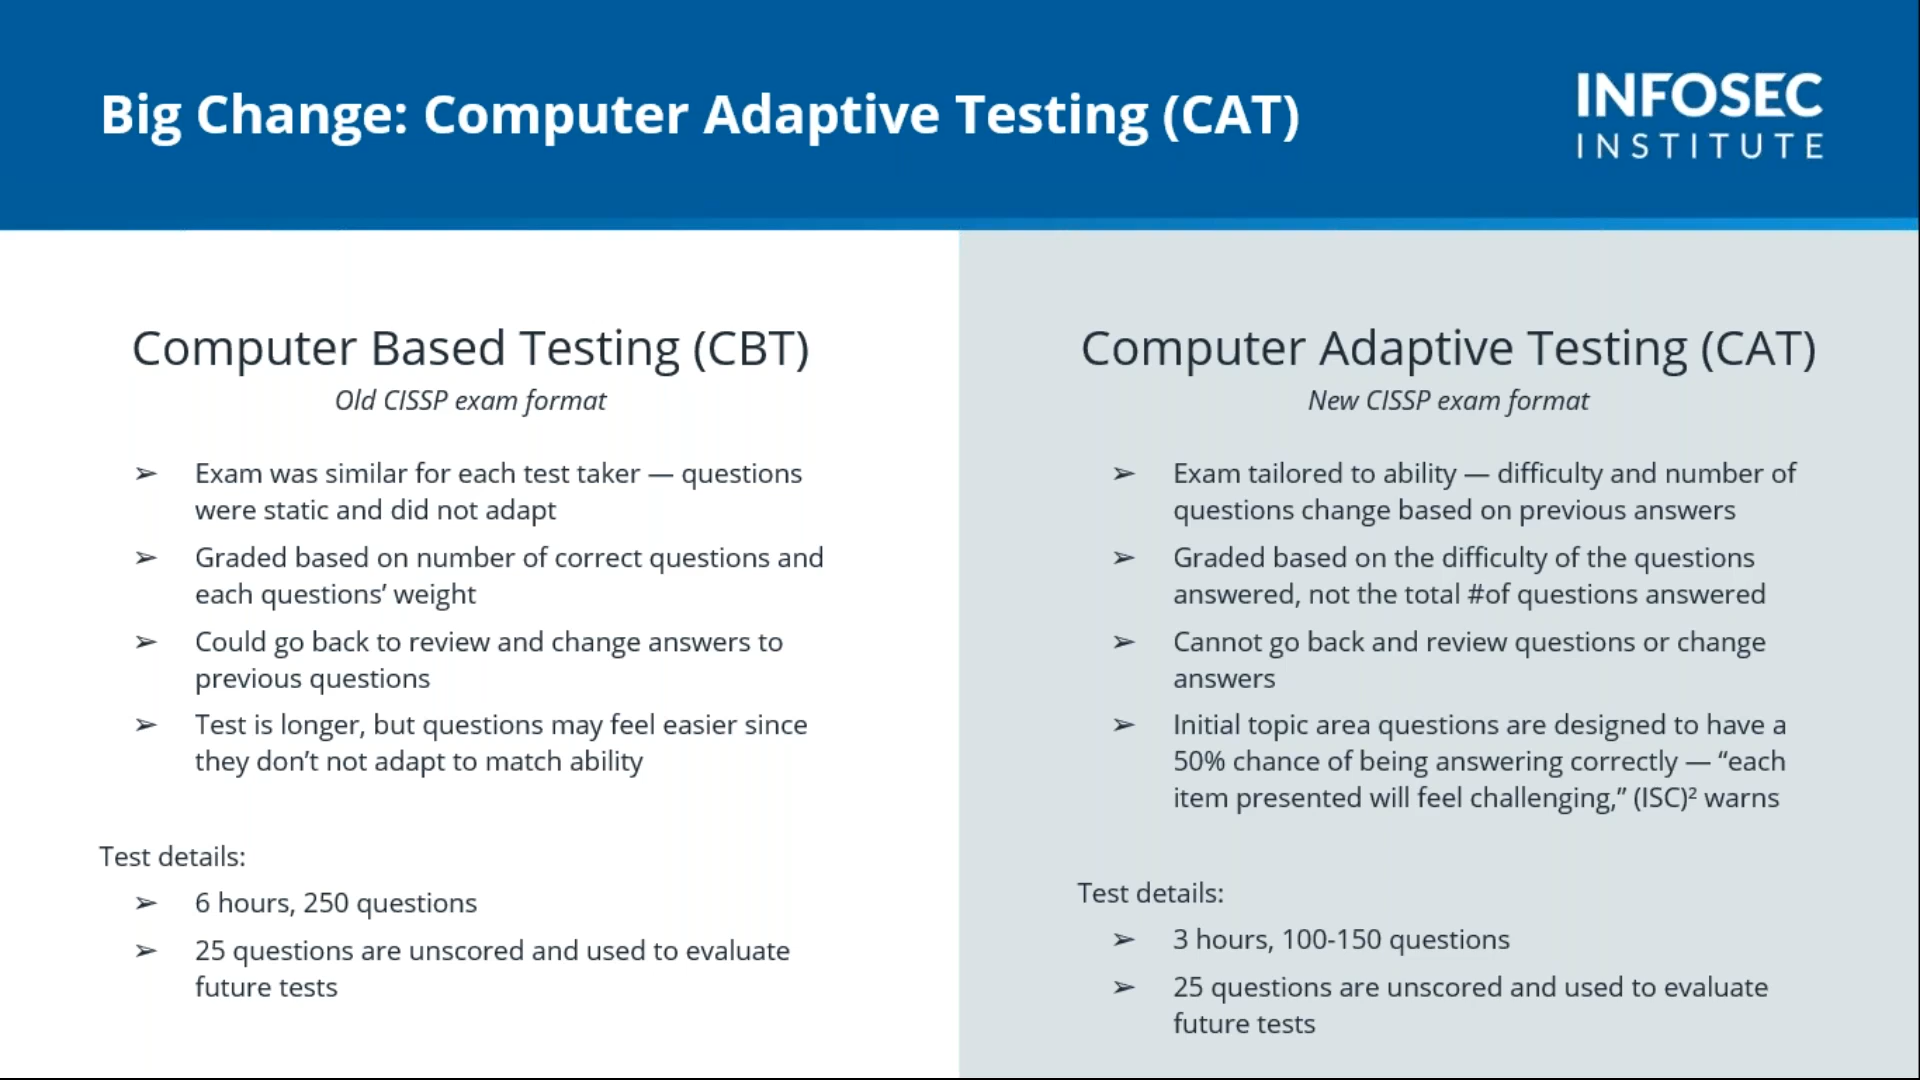 Big Change: Computer Adaptive Testing (CAT)
INFOSEC
INSTITUTE
Computer Based Testing (CBT)
Old CISSP exam format
➢ Exam was similar for each test taker — questions
were static and did not adapt
➢ Graded based on number of correct questions and
each questions’ weight
➢ Could go back to review and change answers to
previous questions
➢ Test is longer, but questions may feel easier since
they don’t not adapt to match ability
Test details:
➢ 6 hours, 250 questions
➢ 25 questions are unscored and used to evaluate
future tests
Computer Adaptive Testing (CAT)
New CISSP exam format
➢ Exam tailored to ability — difficulty and number of
questions change based on previous answers
➢ Graded based on the difficulty of the questions
answered, not the total #of questions answered
➢ Cannot go back and review questions or change
answers
➢ Initial topic area questions are designed to have a
50% chance of being answering correctly — “each
item presented will feel challenging,” (ISC)² warns
Test details:
➢ 3 hours, 100-150 questions
➢ 25 questions are unscored and used to evaluate
future tests